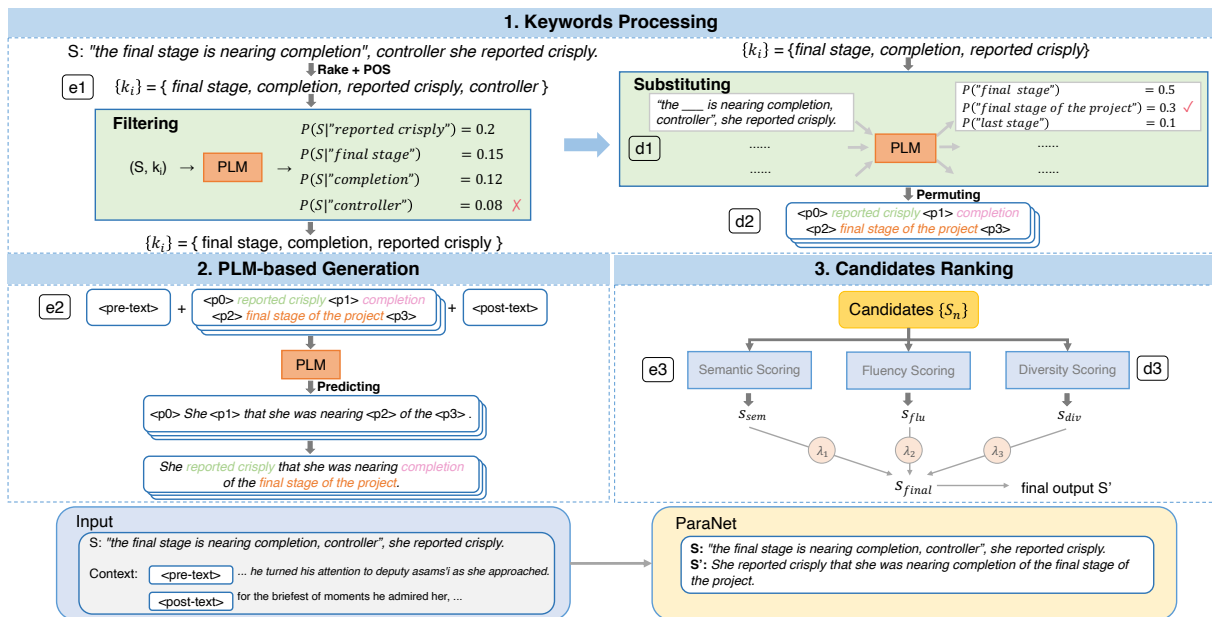 1. Keywords Processing
S: "the final stage is nearing completion", controller she reported crisply.
Rake + POS
e1
{k_i} = { final stage, completion, reported crisply, controller }
Filtering
(S, k_i) → PLM →
P(S|"reported crisply") = 0.2
P(S|"final stage") = 0.15
P(S|"completion") = 0.12
P(S|"controller") = 0.08 ✗
{k_i} = { final stage, completion, reported crisply }
{k_i} = {final stage, completion, reported crisply}
Substituting
"the ___ is nearing completion,
controller", she reported crisply.
d1
......
......
PLM
P("final stage") = 0.5
P("final stage of the project") = 0.3 ✓
P("last stage") = 0.1
......
......
Permuting
d2
<p0> reported crisply <p1> completion
<p2> final stage of the project <p3>
2. PLM-based Generation
e2
<pre-text> +
<p0> reported crisply <p1> completion
<p2> final stage of the project <p3>
+ <post-text>
PLM
Predicting
<p0> She <p1> that she was nearing <p2> of the <p3> .
She reported crisply that she was nearing completion
of the final stage of the project.
3. Candidates Ranking
Candidates {S_n}
e3
Semantic Scoring
Fluency Scoring
Diversity Scoring
d3
s_sem
s_flu
s_div
λ_1
λ_2
λ_3
s_final
final output S'
Input
S: "the final stage is nearing completion, controller", she reported crisply.
Context: <pre-text> ... he turned his attention to deputy asams'i as she approached.
<post-text> for the briefest of moments he admired her, ...
ParaNet
S: "the final stage is nearing completion, controller", she reported crisply.
S': She reported crisply that she was nearing completion of the final stage of
the project.